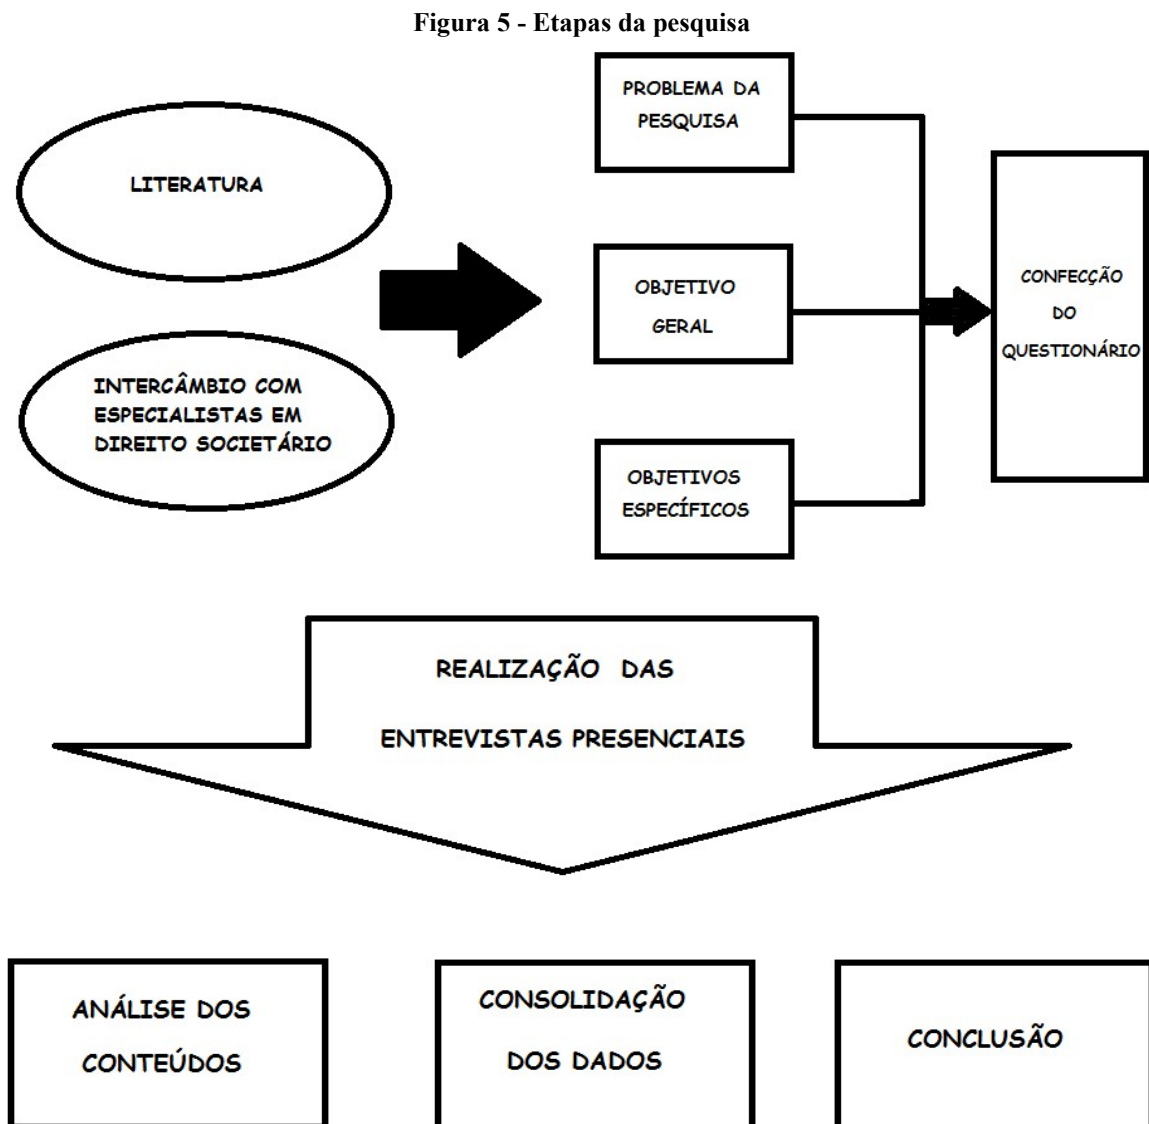 Figura 5 - Etapas da pesquisa
LITERATURA
INTERCÂMBIO COM
ESPECIALISTAS EM
DIREITO SOCIETÁRIO
PROBLEMA DA
PESQUISA
OBJETIVO
GERAL
OBJETIVOS
ESPECÍFICOS
CONFECÇÃO
DO
QUESTIONÁRIO
REALIZAÇÃO DAS
ENTREVISTAS PRESENCIAIS
ANÁLISE DOS
CONTEÚDOS
CONSOLIDAÇÃO
DOS DADOS
CONCLUSÃO